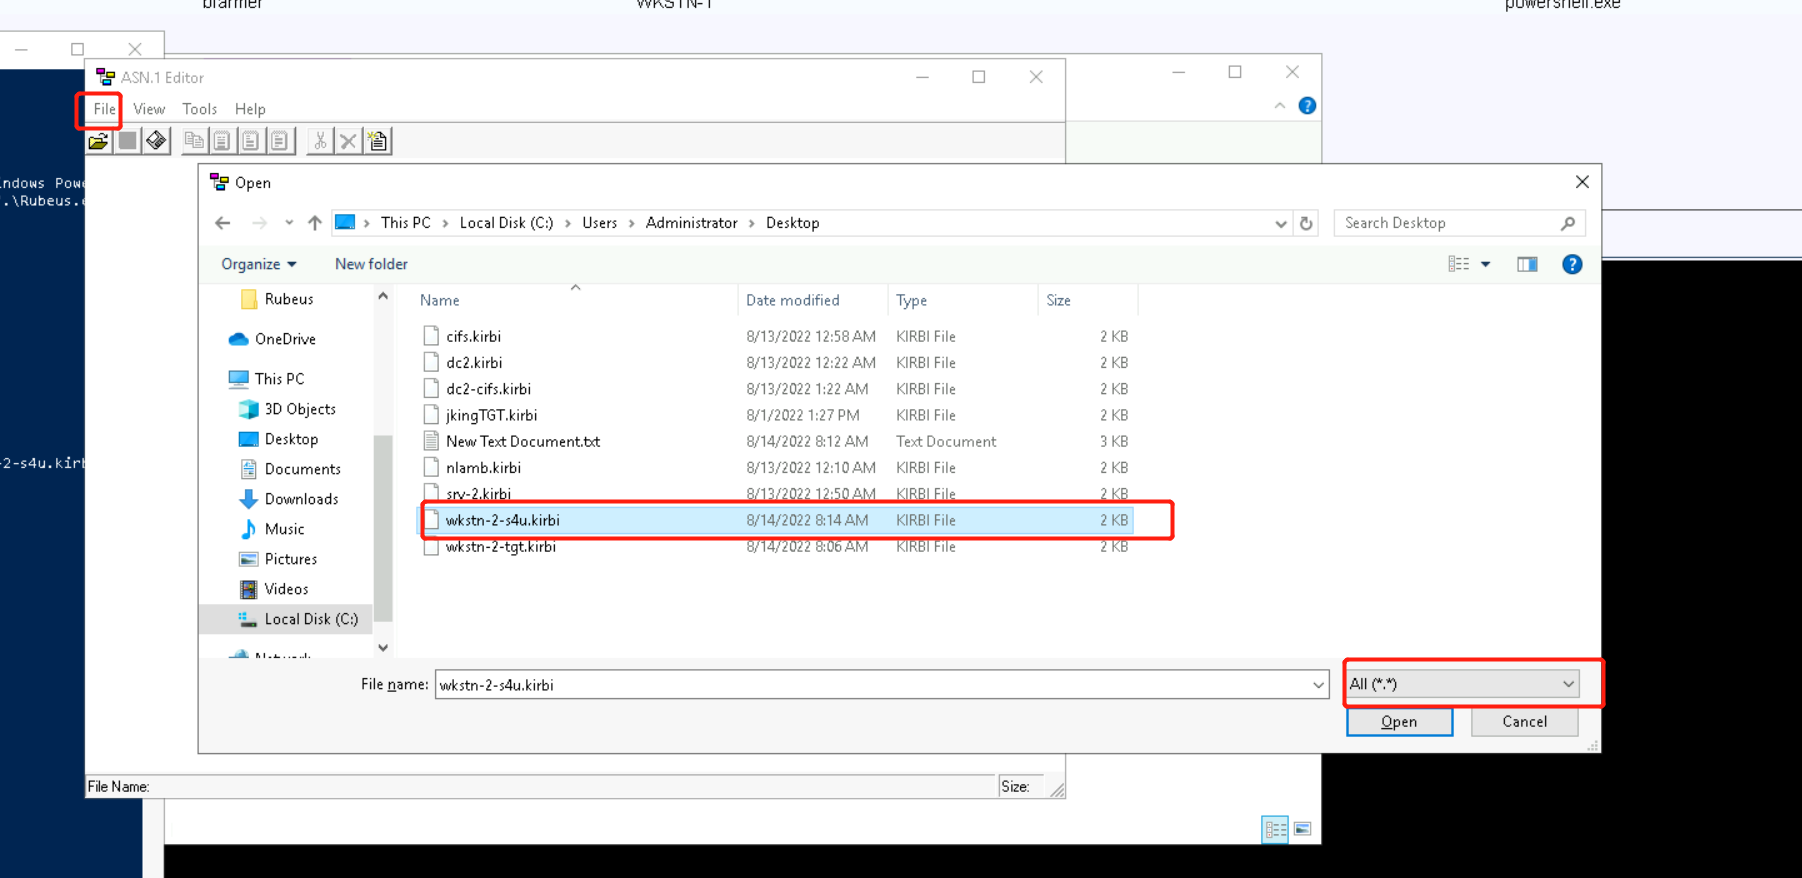 bfarmer WKSTN-1 powershell.exe
ASN.1 Editor
File View Tools Help
indows Powe
.\Rubeus.e
Open
This PC > Local Disk (C:) > Users > Administrator > Desktop
Search Desktop
Organize New folder
Name Date modified Type Size
Rubeus
OneDrive
This PC
3D Objects
Desktop
Documents
Downloads
Music
Pictures
Videos
Local Disk (C:)
Network
cifs.kirbi 8/13/2022 12:58 AM KIRBI File 2 KB
dc2.kirbi 8/13/2022 12:22 AM KIRBI File 2 KB
dc2-cifs.kirbi 8/13/2022 1:22 AM KIRBI File 2 KB
jkingTGT.kirbi 8/1/2022 1:27 PM KIRBI File 2 KB
New Text Document.txt 8/14/2022 8:12 AM Text Document 3 KB
nlamb.kirbi 8/13/2022 12:10 AM KIRBI File 2 KB
srv-2.kirbi 8/13/2022 12:50 AM KIRBI File 2 KB
wkstn-2-s4u.kirbi 8/14/2022 8:14 AM KIRBI File 2 KB
wkstn-2-tgt.kirbi 8/14/2022 8:06 AM KIRBI File 2 KB
-2-s4u.kirb
File name: wkstn-2-s4u.kirbi All (*.*)
Open Cancel
File Name: Size: